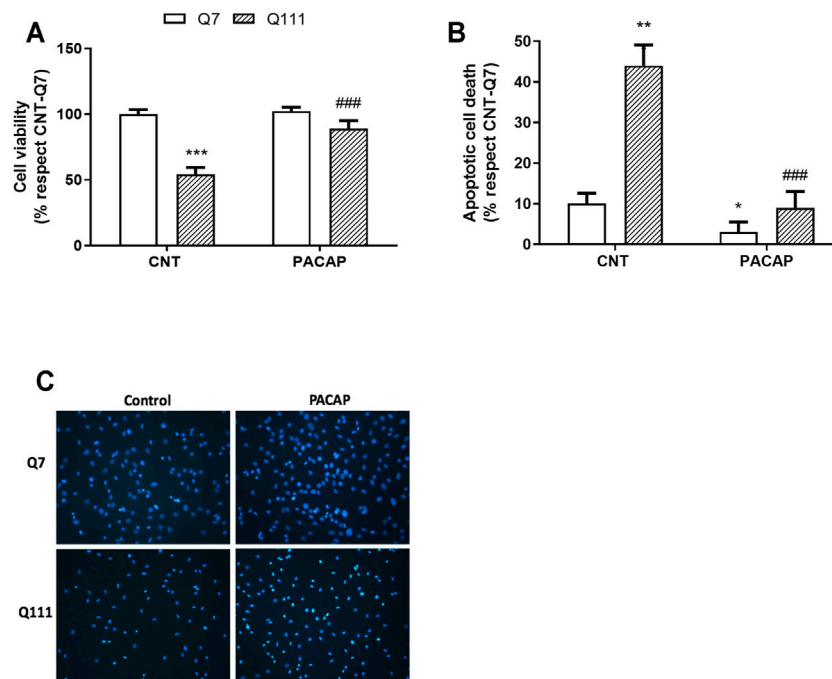 A
Q7
Q111
Cell viability
(% respect CNT-Q7)
150
100
50
0
***
###
CNT
PACAP
B
Apoptotic cell death
(% respect CNT-Q7)
50
40
30
20
10
0
**
*
###
CNT
PACAP
C
Control
PACAP
Q7
Q111